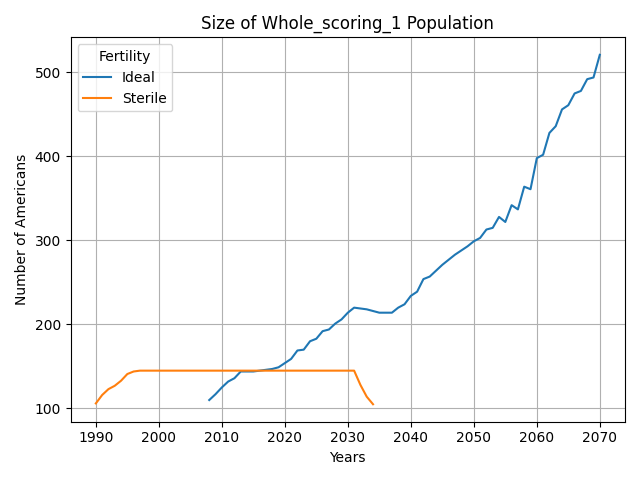 Size of Whole_scoring_1 Population
Fertility
Ideal
Sterile
Number of Americans
500
400
300
200
100
1990 2000 2010 2020 2030 2040 2050 2060 2070
Years